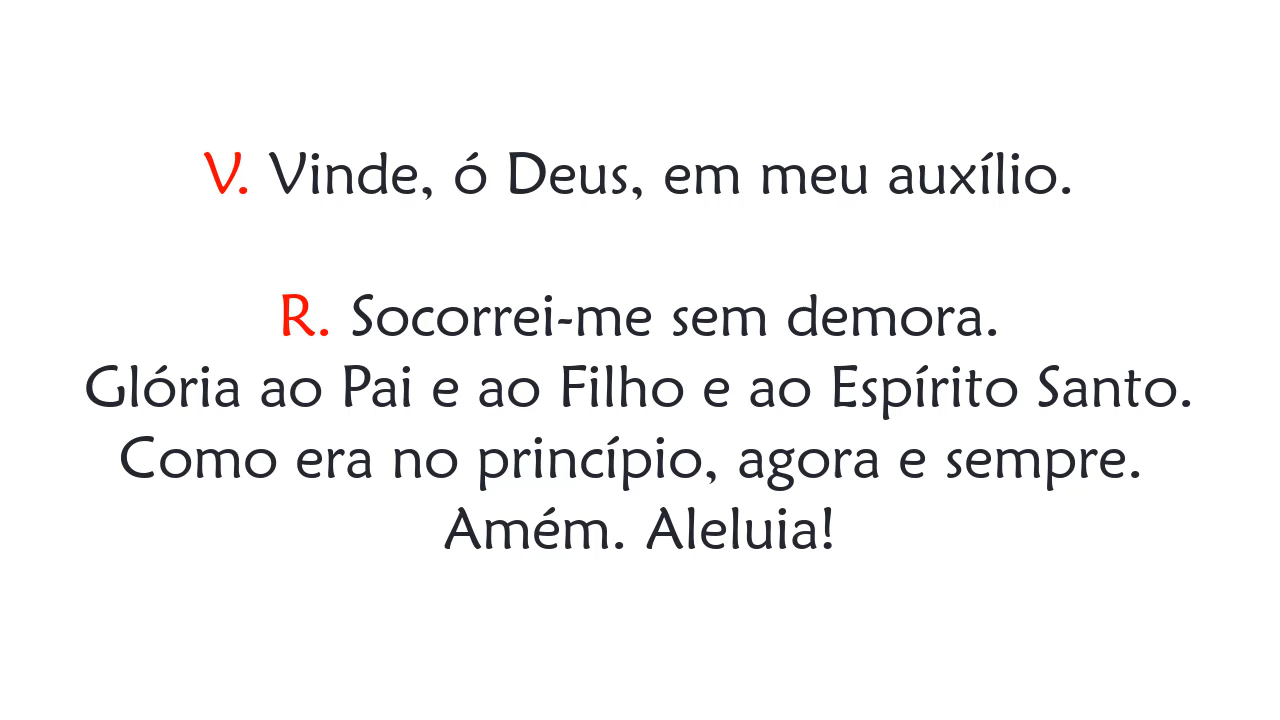 V. Vinde, ó Deus, em meu auxílio.
R. Socorrei-me sem demora.
Glória ao Pai e ao Filho e ao Espírito Santo.
Como era no princípio, agora e sempre.
Amém. Aleluia!